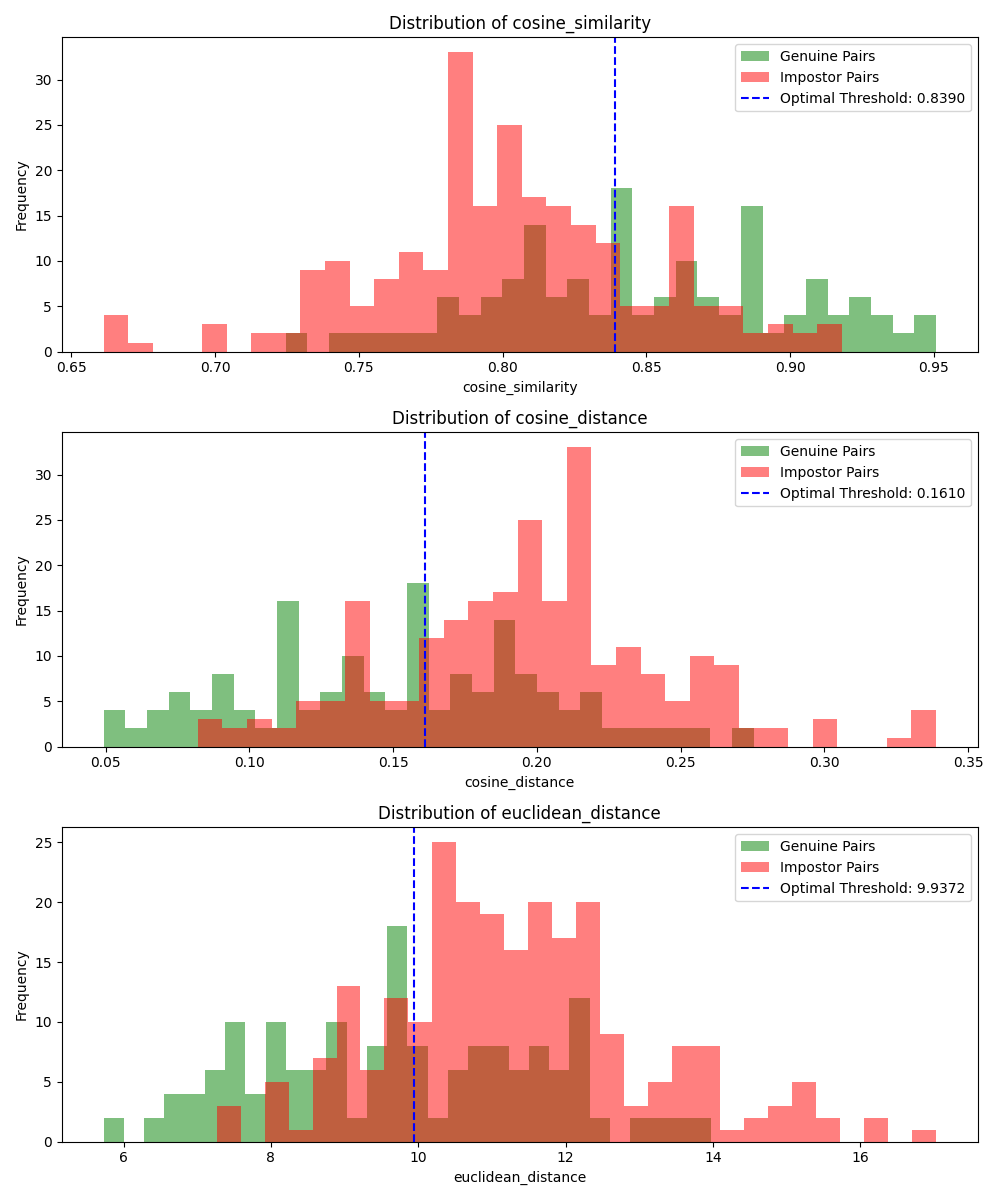 Distribution of cosine_similarity
Genuine Pairs
Impostor Pairs
Optimal Threshold: 0.8390
Frequency
30
25
20
15
10
5
0
0.65 0.70 0.75 0.80 0.85 0.90 0.95
cosine_similarity
Distribution of cosine_distance
Genuine Pairs
Impostor Pairs
Optimal Threshold: 0.1610
Frequency
30
25
20
15
10
5
0
0.05 0.10 0.15 0.20 0.25 0.30 0.35
cosine_distance
Distribution of euclidean_distance
Genuine Pairs
Impostor Pairs
Optimal Threshold: 9.9372
Frequency
25
20
15
10
5
0
6 8 10 12 14 16
euclidean_distance